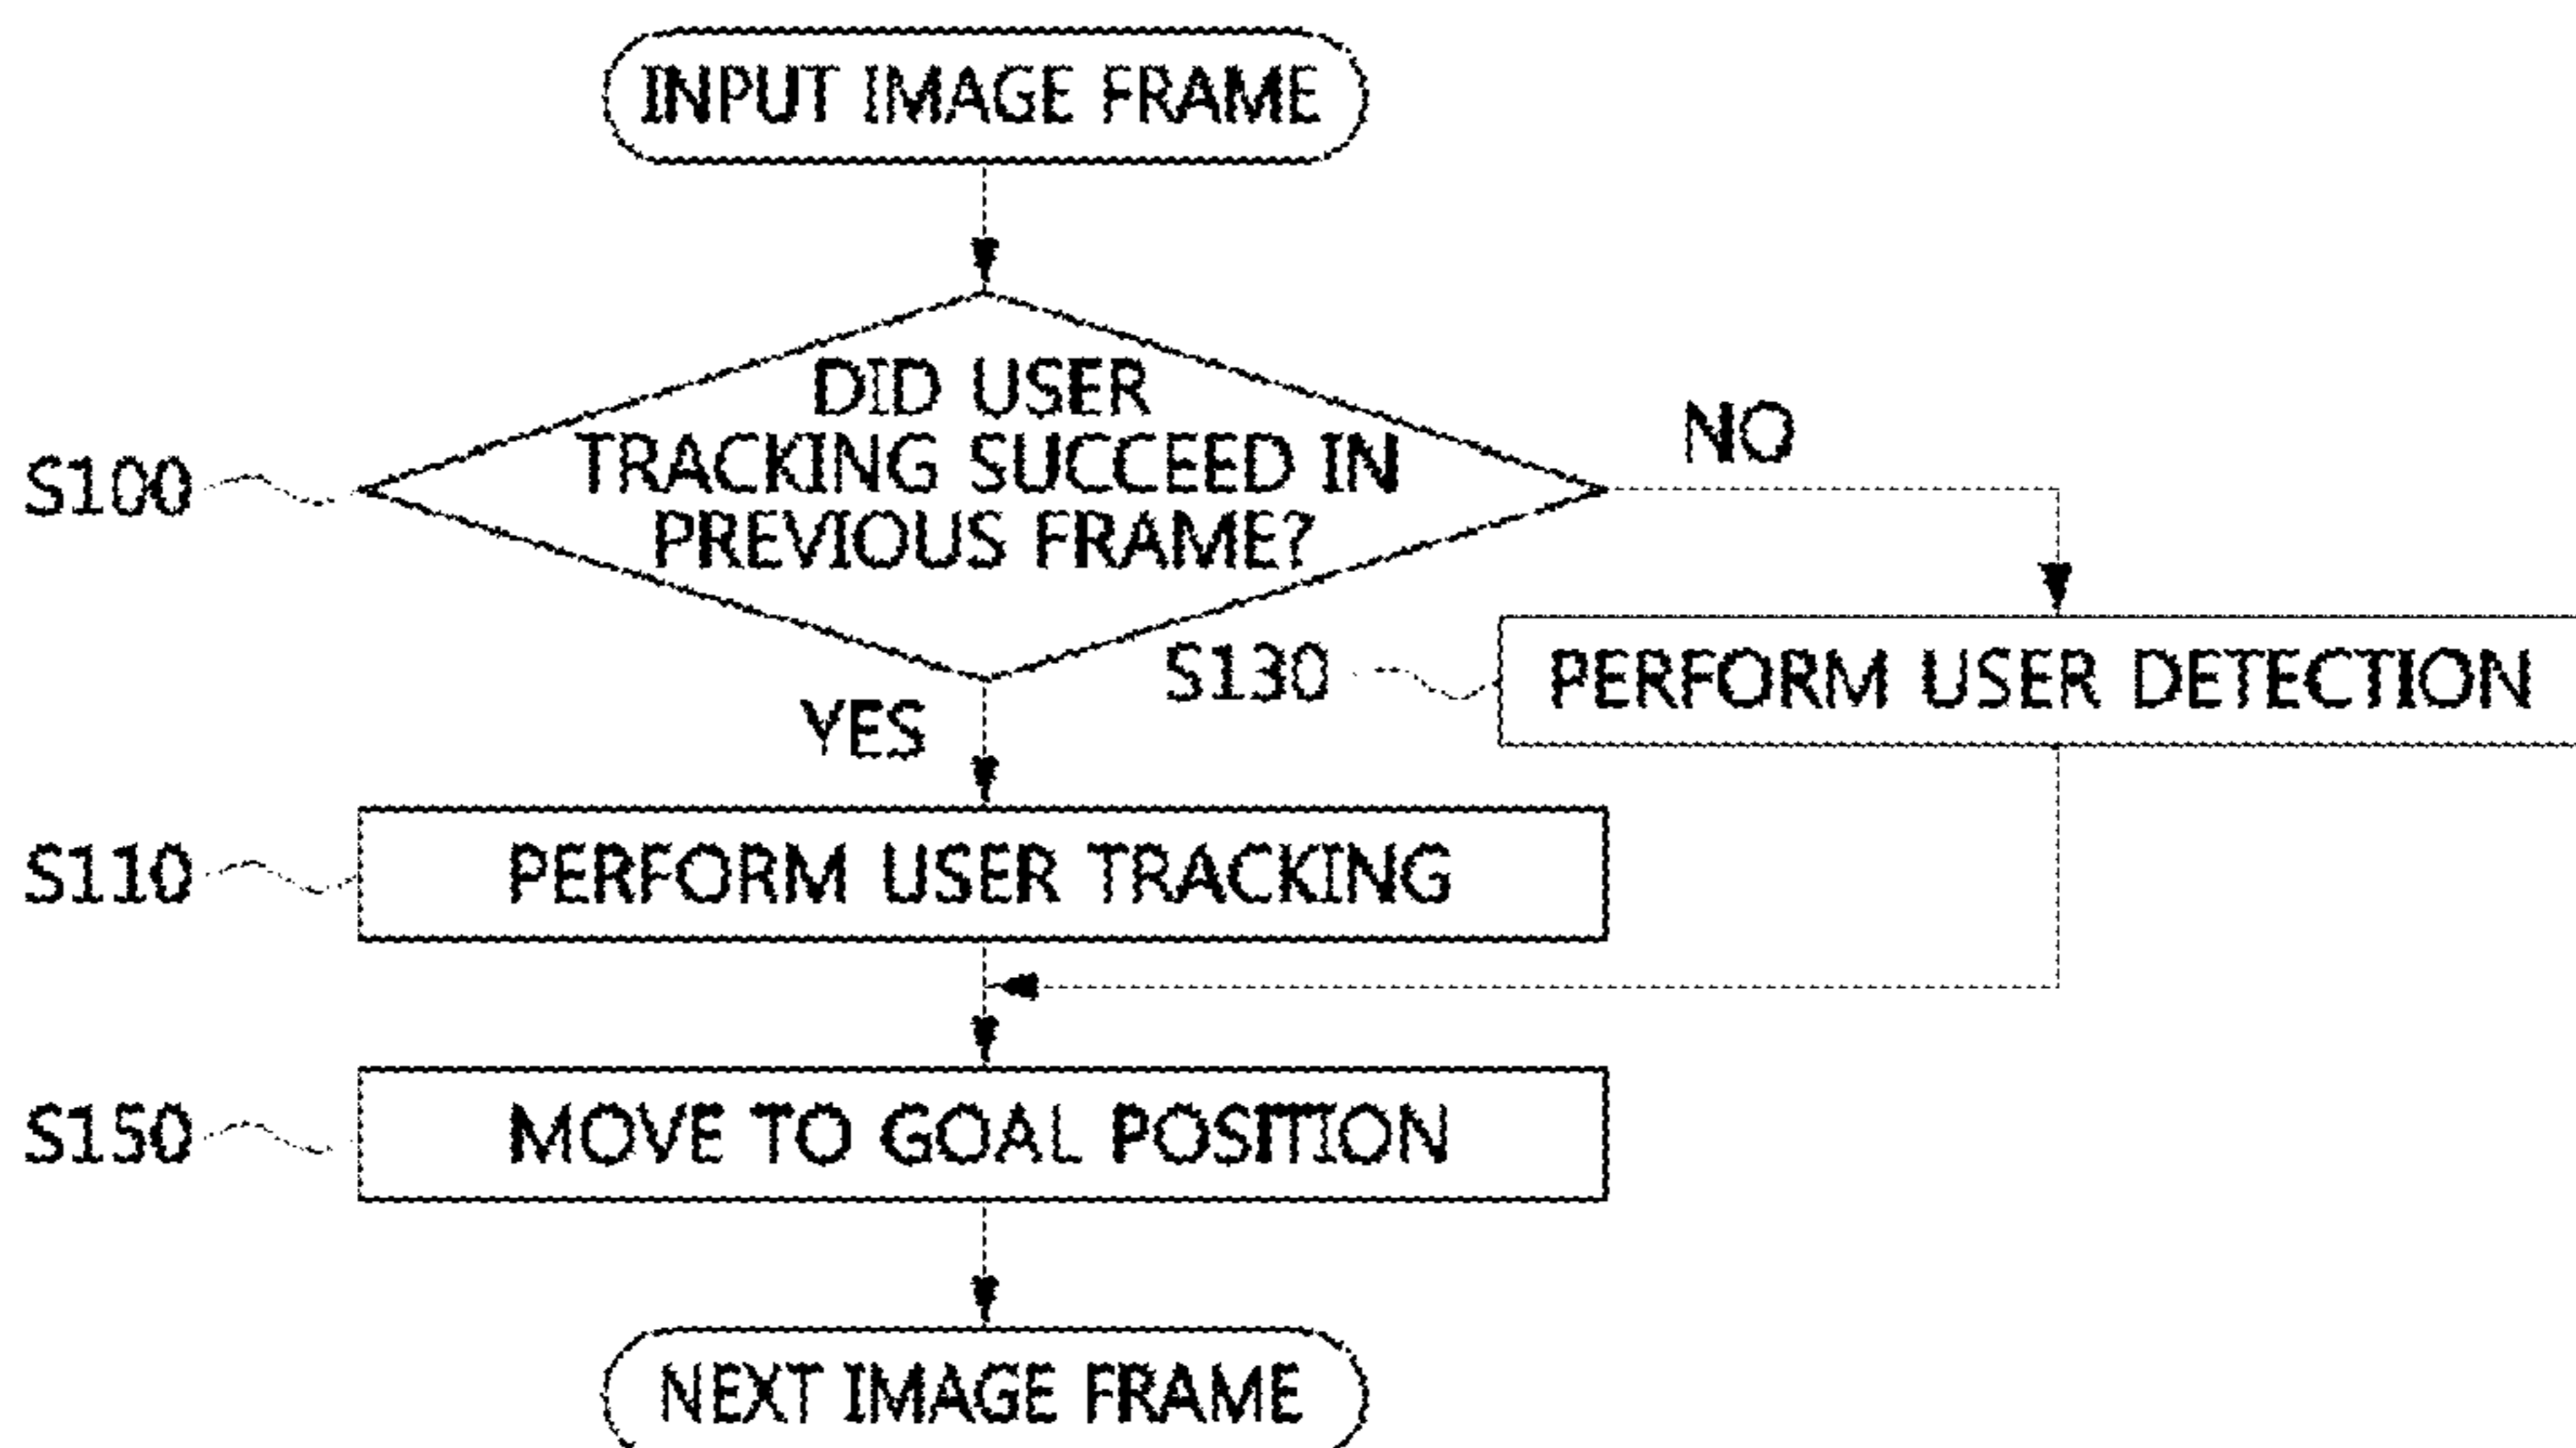 INPUT IMAGE FRAME
DID USER
TRACKING SUCCEED IN
PREVIOUS FRAME?
S100
NO
S130
PERFORM USER DETECTION
YES
S110
PERFORM USER TRACKING
S150
MOVE TO GOAL POSITION
NEXT IMAGE FRAME